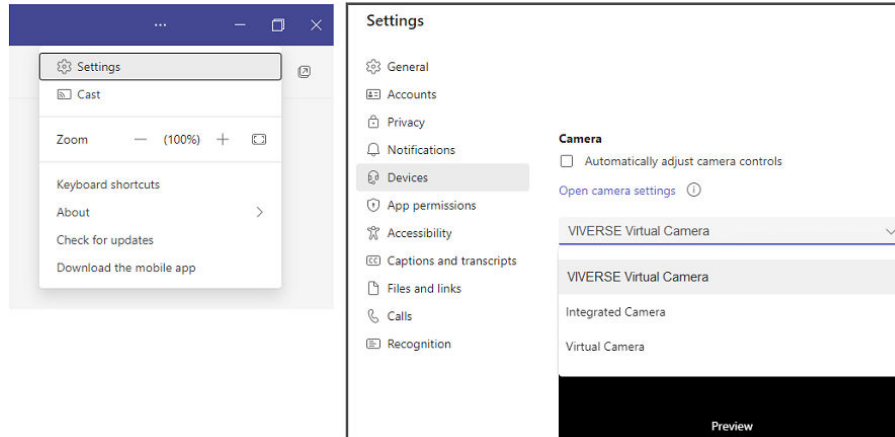 Settings
Cast
Zoom — (100%) +
Keyboard shortcuts
About
Check for updates
Download the mobile app
Settings
General
Accounts
Privacy
Notifications
Devices
App permissions
Accessibility
CC Captions and transcripts
Files and links
Calls
Recognition
Camera
Automatically adjust camera controls
Open camera settings
VIVERSE Virtual Camera
VIVERSE Virtual Camera
Integrated Camera
Virtual Camera
Preview